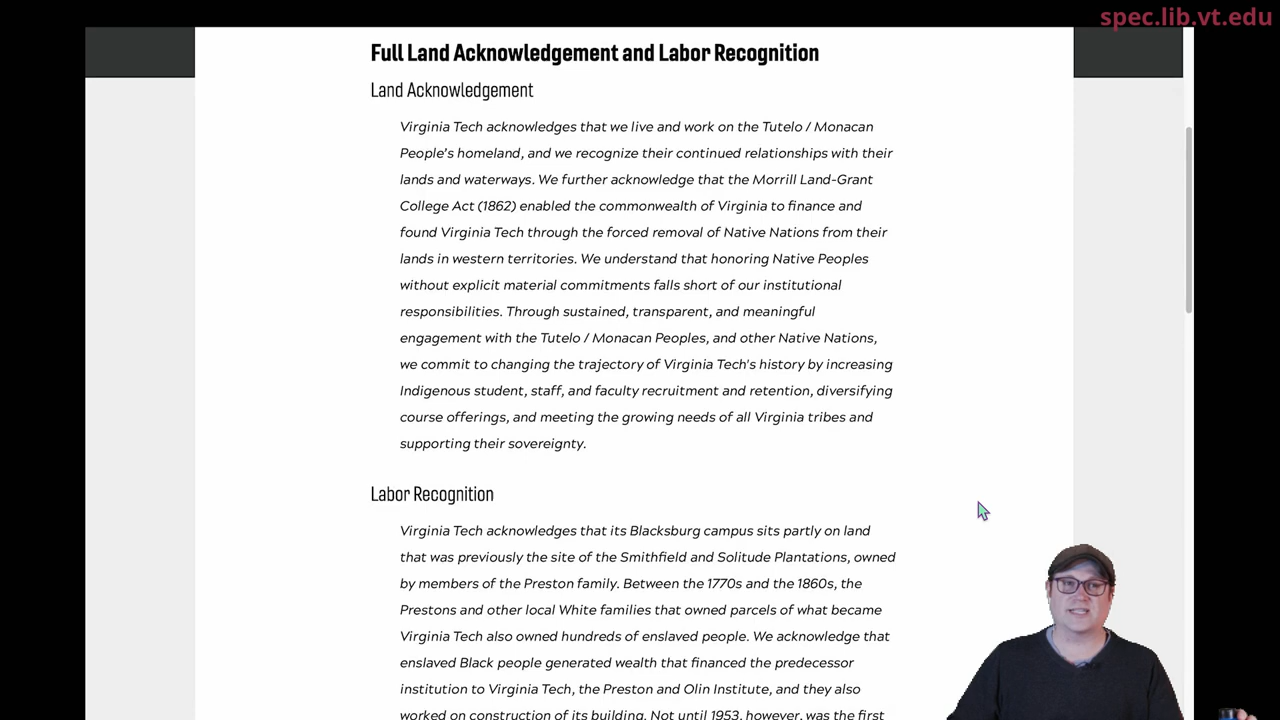 spec.lib.vt.edu
Full Land Acknowledgement and Labor Recognition
Land Acknowledgement
Virginia Tech acknowledges that we live and work on the Tutelo / Monacan
People's homeland, and we recognize their continued relationships with their
lands and waterways. We further acknowledge that the Morrill Land-Grant
College Act (1862) enabled the commonwealth of Virginia to finance and
found Virginia Tech through the forced removal of Native Nations from their
lands in western territories. We understand that honoring Native Peoples
without explicit material commitments falls short of our institutional
responsibilities. Through sustained, transparent, and meaningful
engagement with the Tutelo / Monacan Peoples, and other Native Nations,
we commit to changing the trajectory of Virginia Tech's history by increasing
Indigenous student, staff, and faculty recruitment and retention, diversifying
course offerings, and meeting the growing needs of all Virginia tribes and
supporting their sovereignty.
Labor Recognition
Virginia Tech acknowledges that its Blacksburg campus sits partly on land
that was previously the site of the Smithfield and Solitude Plantations, owned
by members of the Preston family. Between the 1770s and the 1860s, the
Prestons and other local White families that owned parcels of what became
Virginia Tech also owned hundreds of enslaved people. We acknowledge that
enslaved Black people generated wealth that financed the predecessor
institution to Virginia Tech, the Preston and Olin Institute, and they also
worked on construction of its building. Not until 1953, however, was the first